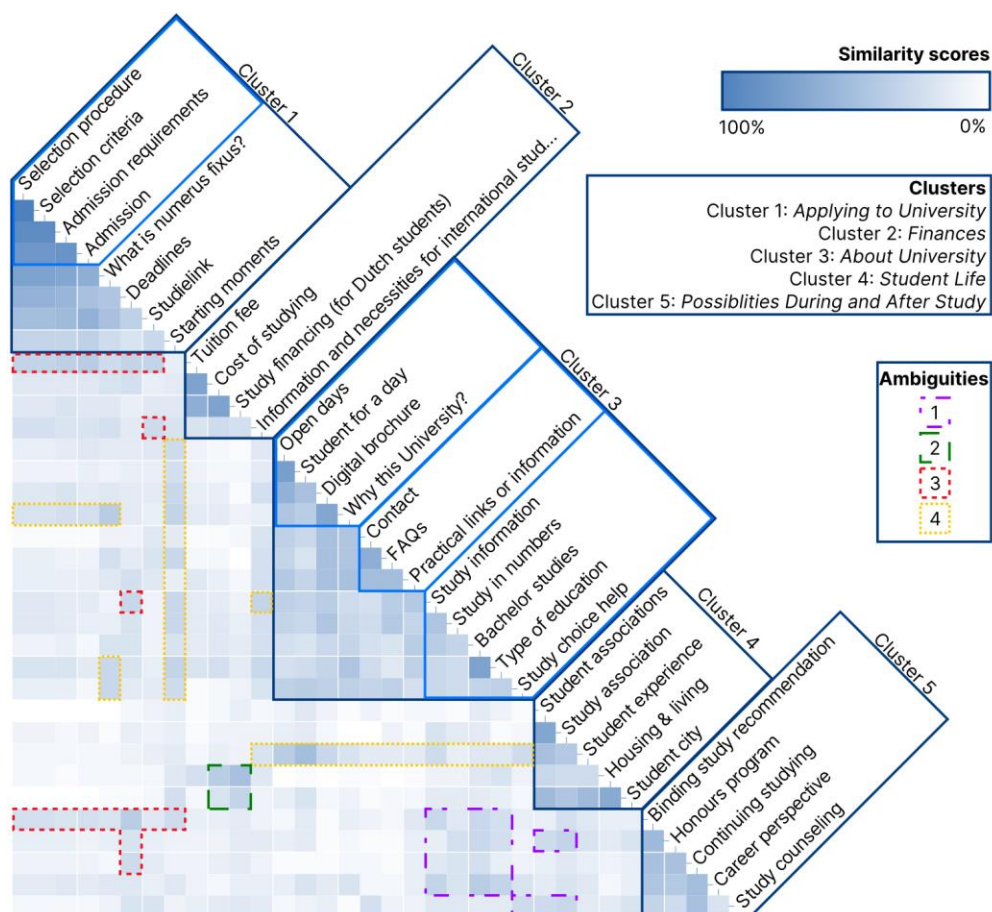 Selection procedure
Selection criteria
Admission requirements
Admission
What is numerus fixus?
Deadlines
Studielink
Starting moments
Cluster 1
Tuition fee
Cost of studying
Study financing (for Dutch students)
Information and necessities for international stud...
Cluster 2
Open days
Student for a day
Digital brochure
Why this University?
Contact
FAQs
Practical links or information
Study information
Study in numbers
Bachelor studies
Type of education
Study choice help
Cluster 3
Student associations
Study association
Student experience
Housing & living
Student city
Cluster 4
Binding study recommendation
Honours program
Continuing studying
Career perspective
Study counseling
Cluster 5
Similarity scores
100% 0%
Clusters
Cluster 1: Applying to University
Cluster 2: Finances
Cluster 3: About University
Cluster 4: Student Life
Cluster 5: Possiblities During and After Study
Ambiguities
1
2
3
4